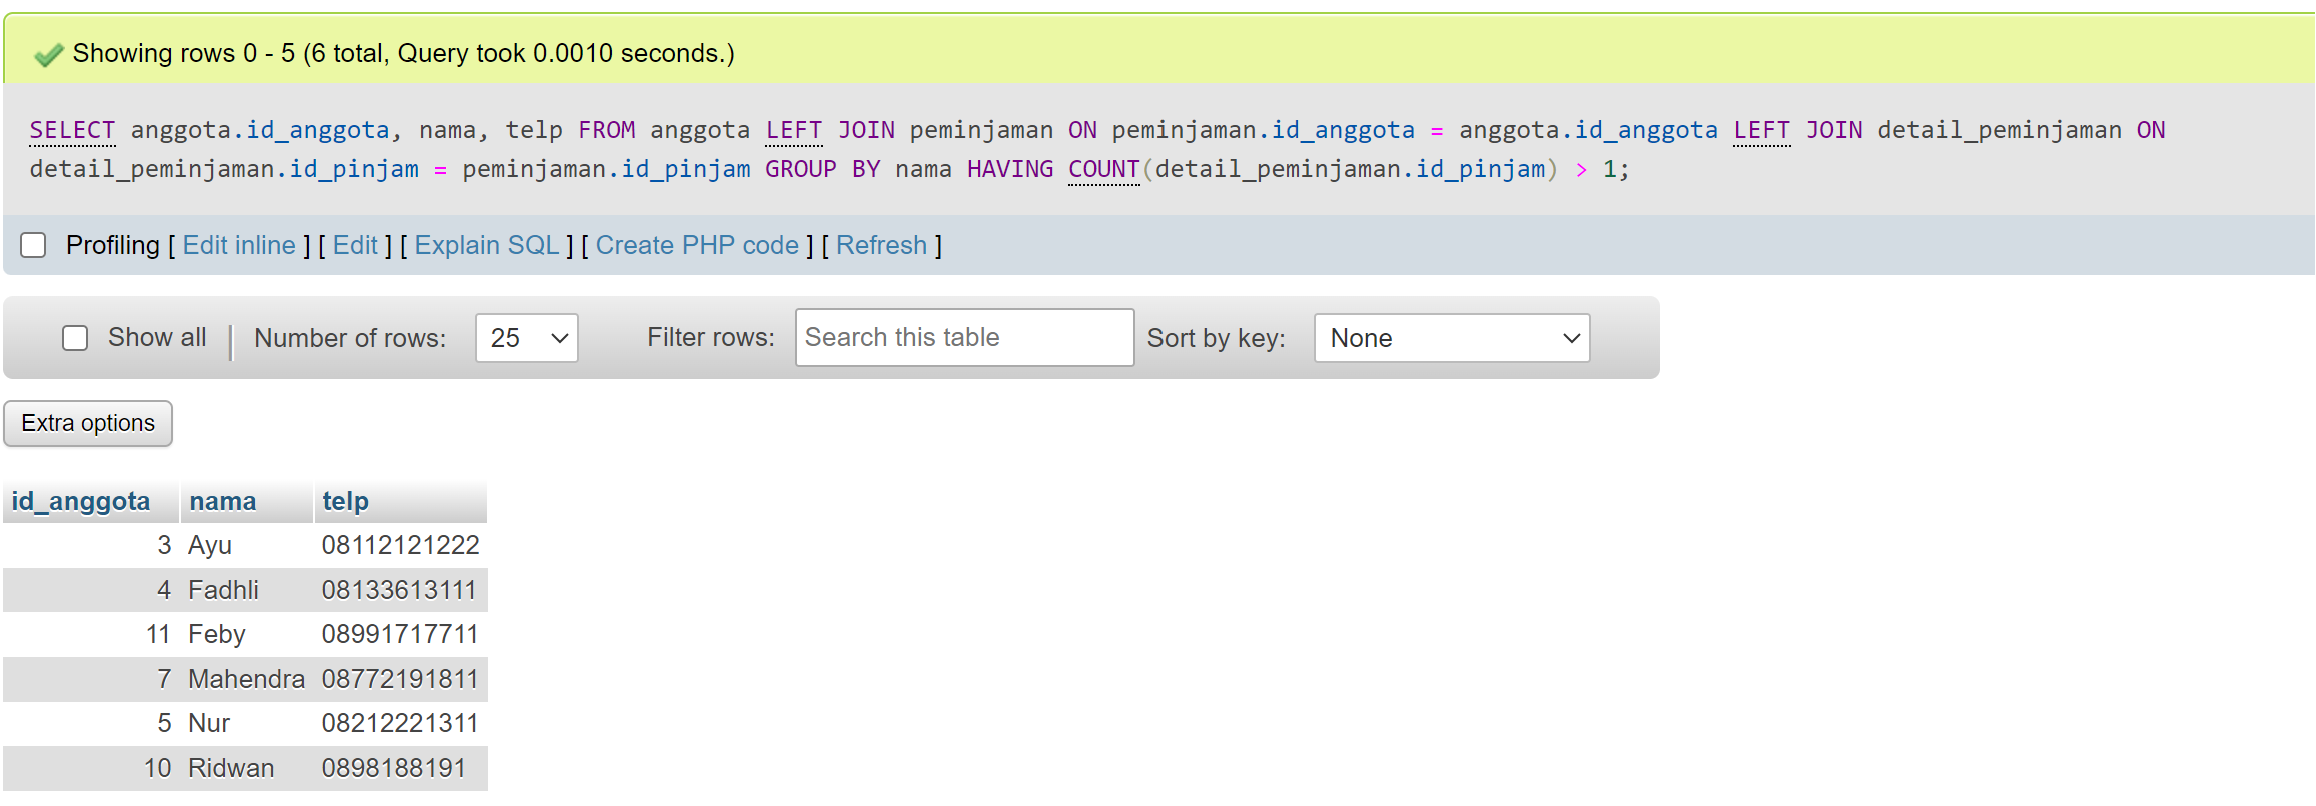 Showing rows 0 - 5 (6 total, Query took 0.0010 seconds.)
SELECT anggota.id_anggota, nama, telp FROM anggota LEFT JOIN peminjaman ON peminjaman.id_anggota = anggota.id_anggota LEFT JOIN detail_peminjaman ON
detail_peminjaman.id_pinjam = peminjaman.id_pinjam GROUP BY nama HAVING COUNT(detail_peminjaman.id_pinjam) > 1;
Profiling [ Edit inline ] [ Edit ] [ Explain SQL ] [ Create PHP code ] [ Refresh ]
Show all | Number of rows: 25 Filter rows: Search this table Sort by key: None
Extra options
id_anggota nama telp
3 Ayu 08112121222
4 Fadhli 08133613111
11 Feby 08991717711
7 Mahendra 08772191811
5 Nur 08212221311
10 Ridwan 0898188191